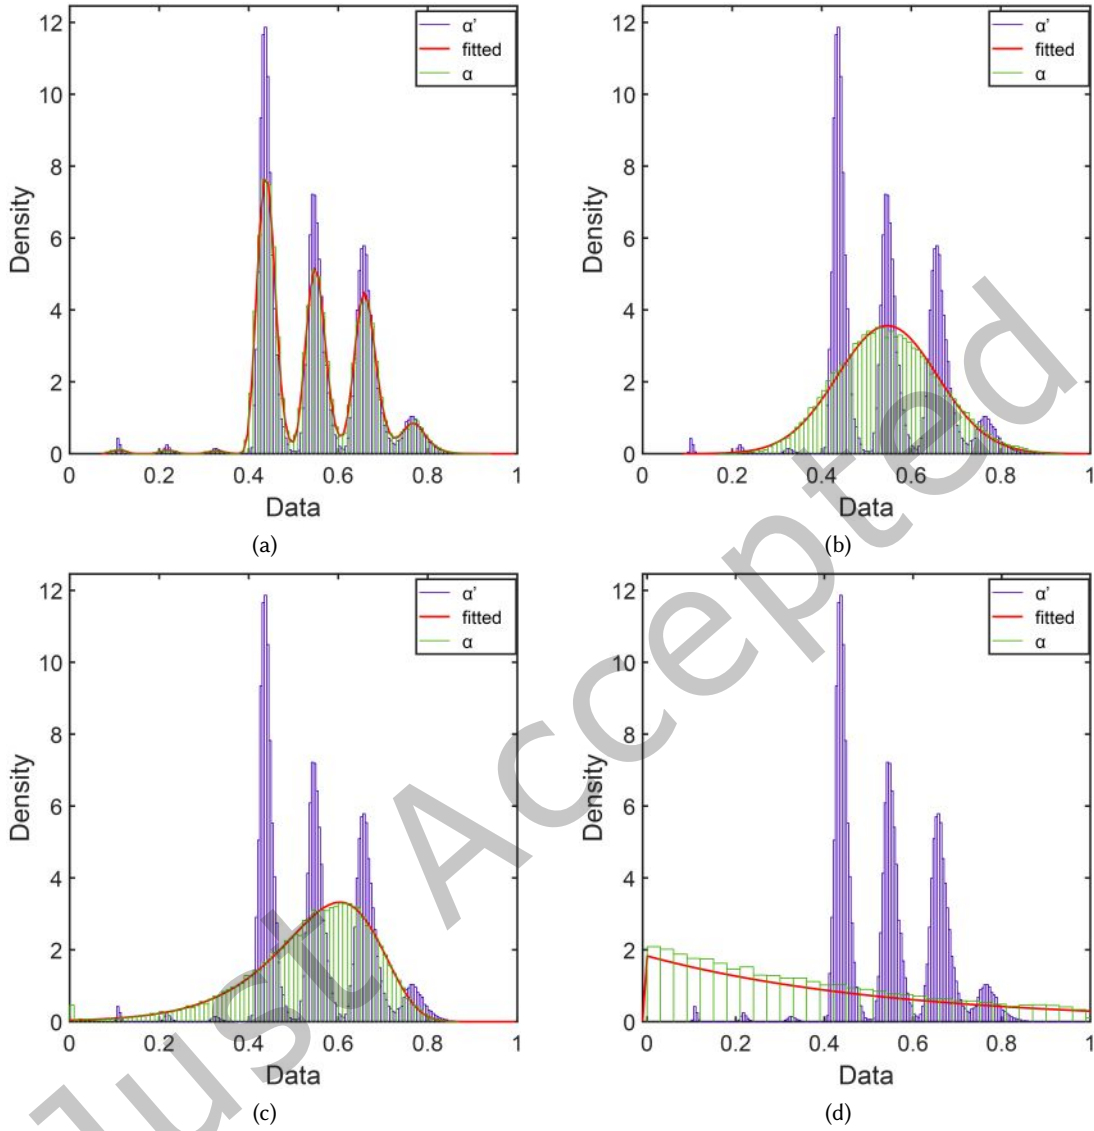 12
10
8
6
4
2
0
Density
α'
fitted
α
0 0.2 0.4 0.6 0.8 1
Data
(a)
12
10
8
6
4
2
0
Density
α'
fitted
α
0 0.2 0.4 0.6 0.8 1
Data
(b)
12
10
8
6
4
2
0
Density
α'
fitted
α
0 0.2 0.4 0.6 0.8 1
Data
(c)
12
10
8
6
4
2
0
Density
α'
fitted
α
0 0.2 0.4 0.6 0.8 1
Data
(d)
Just Accepted